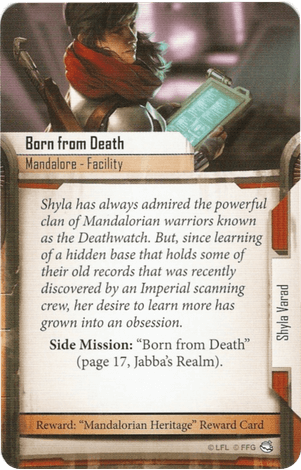 Born from Death
Mandalore - Facility
Shyla has always admired the powerful
clan of Mandalorian warriors known
as the Deathwatch. But, since learning
of a hidden base that holds some of
their old records that was recently
discovered by an Imperial scanning
crew, her desire to learn more has
grown into an obsession.
Side Mission: “Born from Death”
(page 17, Jabba’s Realm).
Shyla Varad
Reward: “Mandalorian Heritage” Reward Card
© LFL © FFG